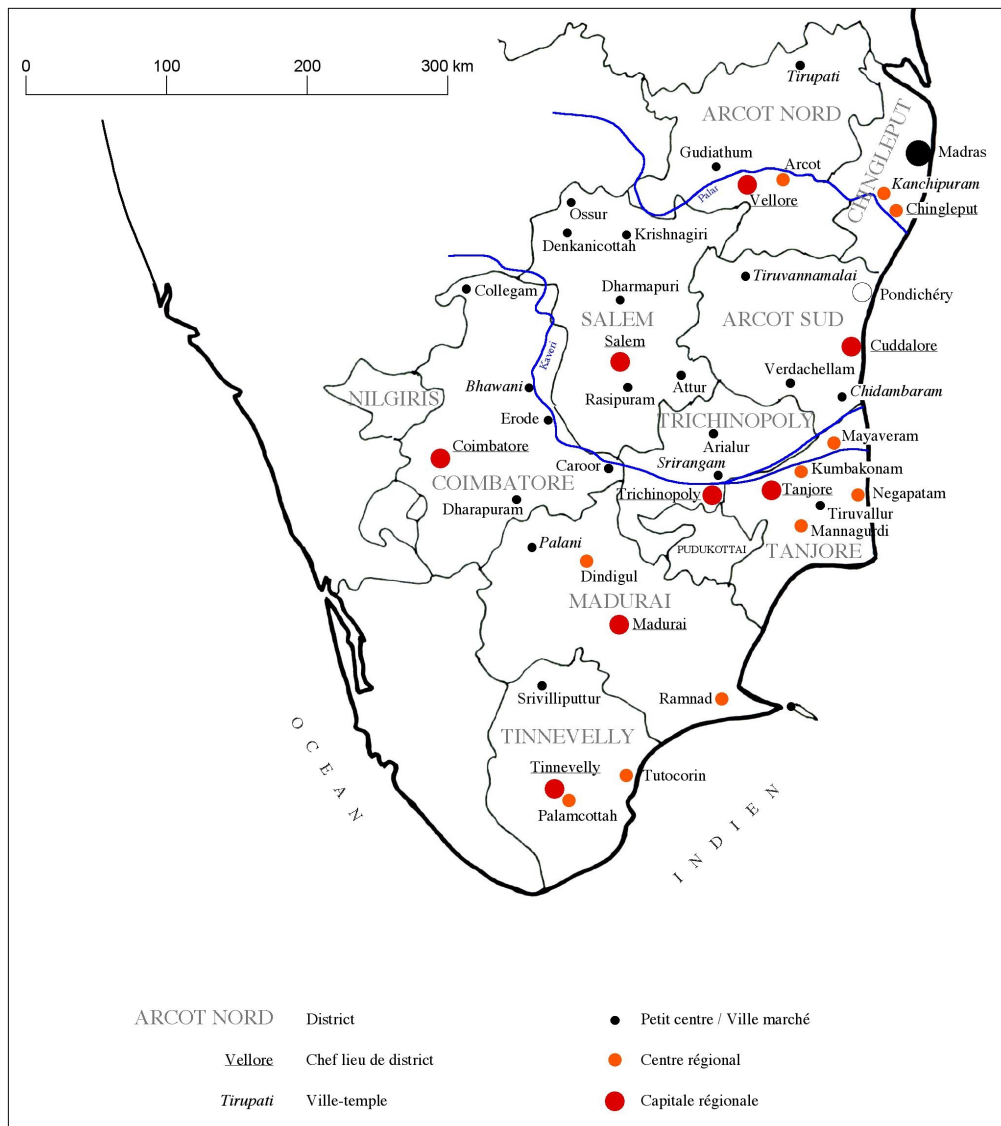 0
100
200
300 km
Tirupati
ARCOT NORD
CHINGLEPUT
Madras
Gudiathum
Arcot
Palar
Vellore
Kanchipuram
Chingleput
Ossur
Denkanicottah
Krishnagiri
Collegam
Dharmapuri
Tiruvannamalai
Pondichéry
SALEM
ARCOT SUD
Salem
Cuddalore
Kaveri
Bhawani
Rasipuram
Attur
Verdachellam
Chidambaram
NILGIRIS
Erode
TRICHINOPOLY
Arialur
Mayaveram
Coimbatore
Caroor
Srirangam
Kumbakonam
COIMBATORE
Trichinopoly
Tanjore
Negapatam
Dharapuram
Tiruvallur
Mannagurdi
Palani
PUDUKOTTAI
TANJORE
Dindigul
MADURAI
Madurai
Srivilliputtur
Ramnad
TINNEVELLY
Tinnevelly
Tutocorin
Palamcottah
OCEAN
INDIEN
ARCOT NORD District
Petit centre / Ville marché
Vellore Chef lieu de district
Centre régional
Tirupati Ville-temple
Capitale régionale